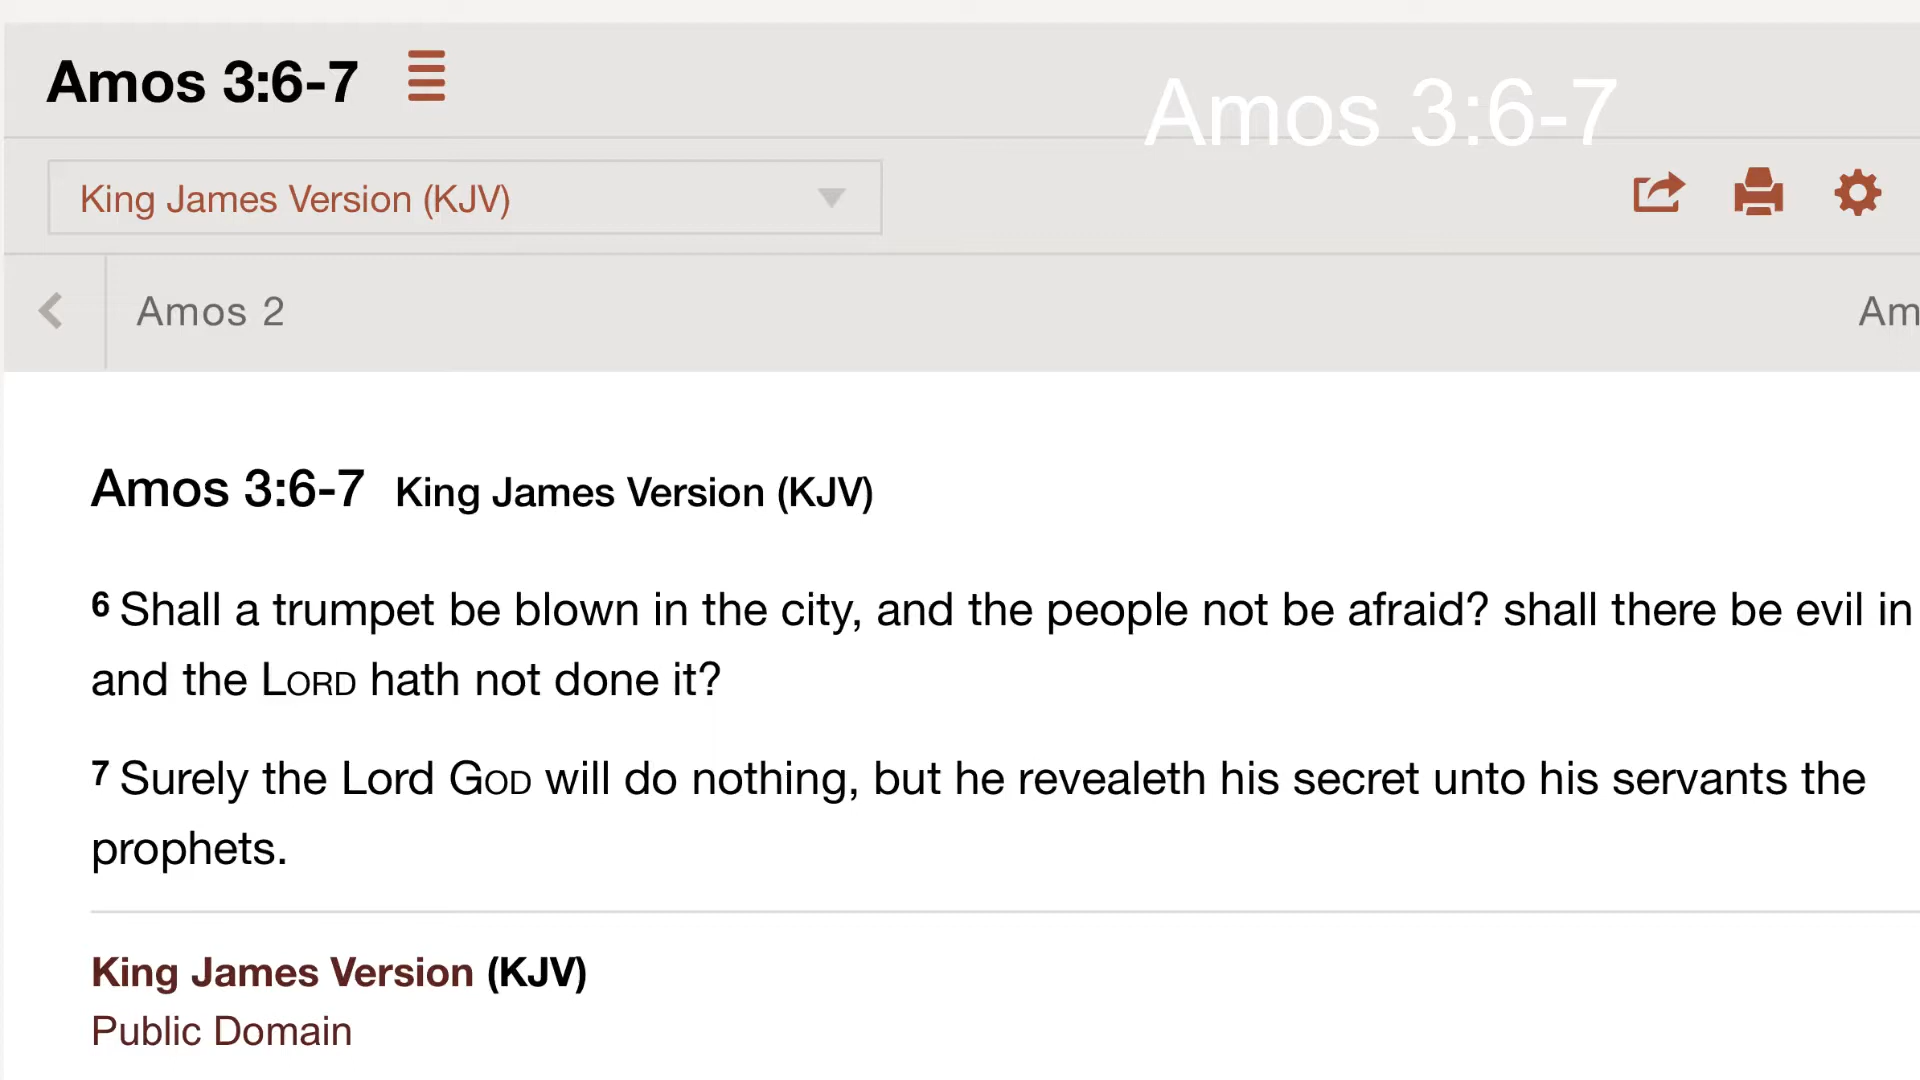 Amos 3:6-7
Amos 3:6-7
King James Version (KJV)
Amos 2
Am
Amos 3:6-7 King James Version (KJV)
6 Shall a trumpet be blown in the city, and the people not be afraid? shall there be evil in
and the LORD hath not done it?
7 Surely the Lord GOD will do nothing, but he revealeth his secret unto his servants the
prophets.
King James Version (KJV)
Public Domain